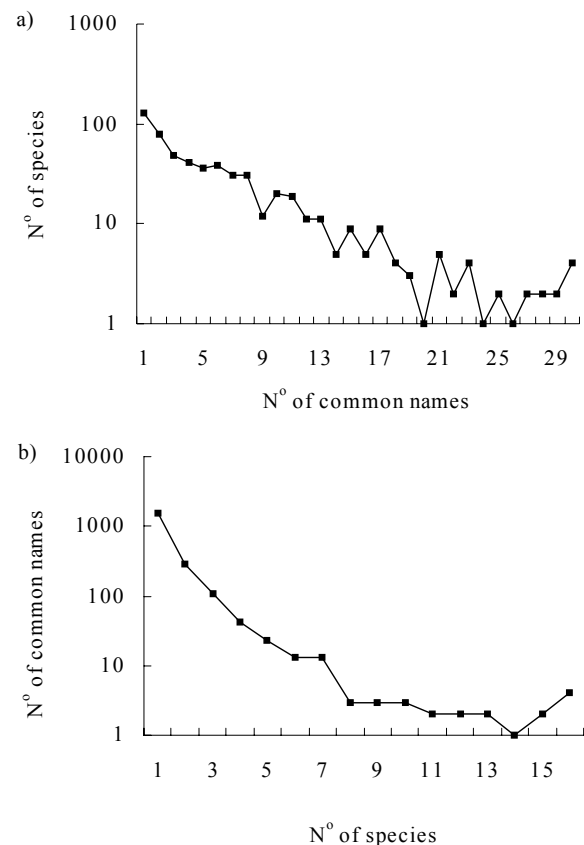 a)
1000
100
10
1
N° of species
1 5 9 13 17 21 25 29
N° of common names
b)
10000
1000
100
10
1
N° of common names
1 3 5 7 9 11 13 15
N° of species